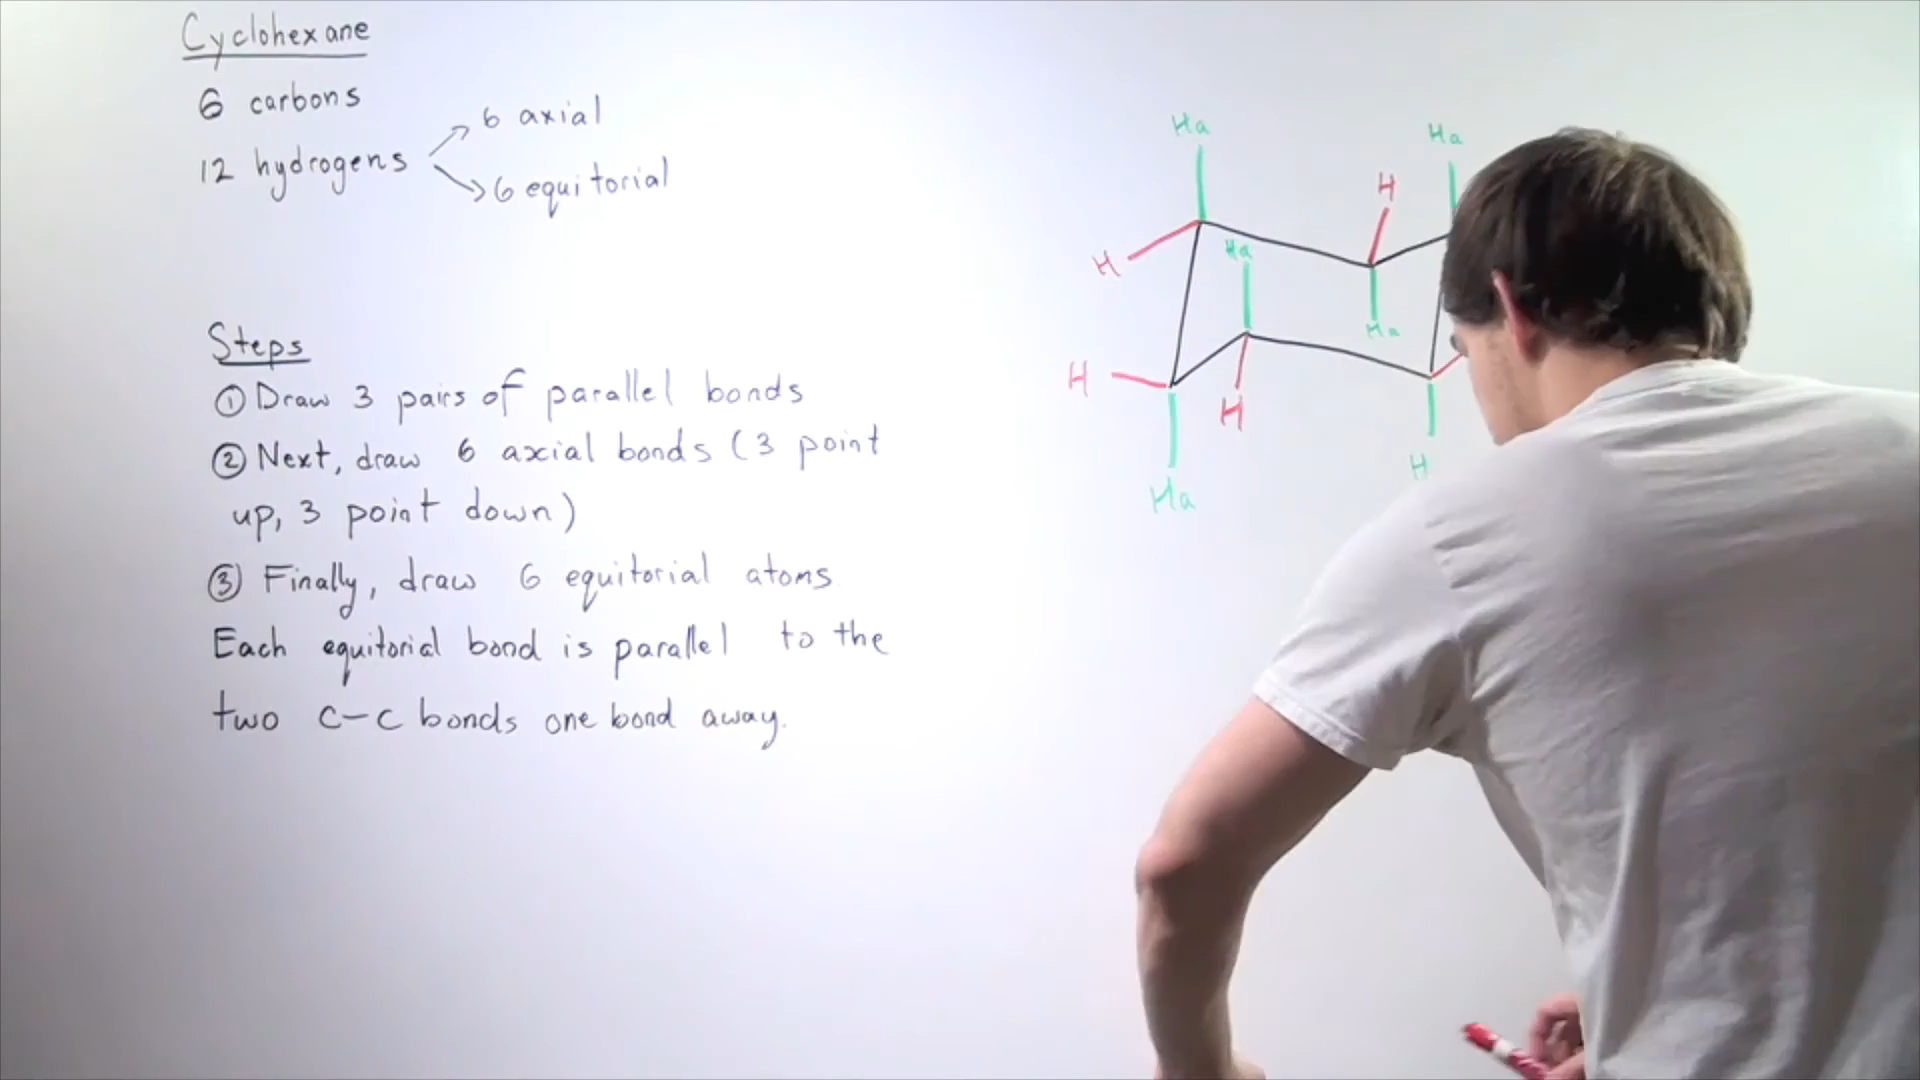 Cyclohexane
6 carbons
12 hydrogens
6 axial
6 equitorial
Steps
① Draw 3 pairs of parallel bonds
② Next, draw 6 axial bonds (3 point
up, 3 point down)
③ Finally, draw 6 equitorial atoms
Each equitorial bond is parallel to the
two C-C bonds one bond away.
Ha
Ha
H
H
Ha
Ha
H
H
H
Ha